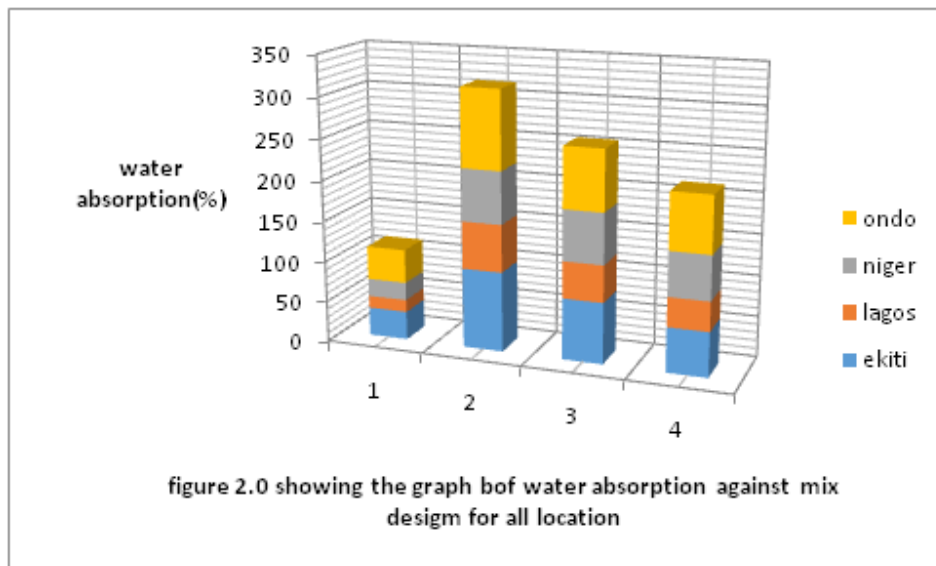 350
300
250
200
150
100
50
0
water
absorption(%)
1
2
3
4
ondo
niger
lagos
ekiti
figure 2.0 showing the graph bof water absorption against mix
desigm for all location